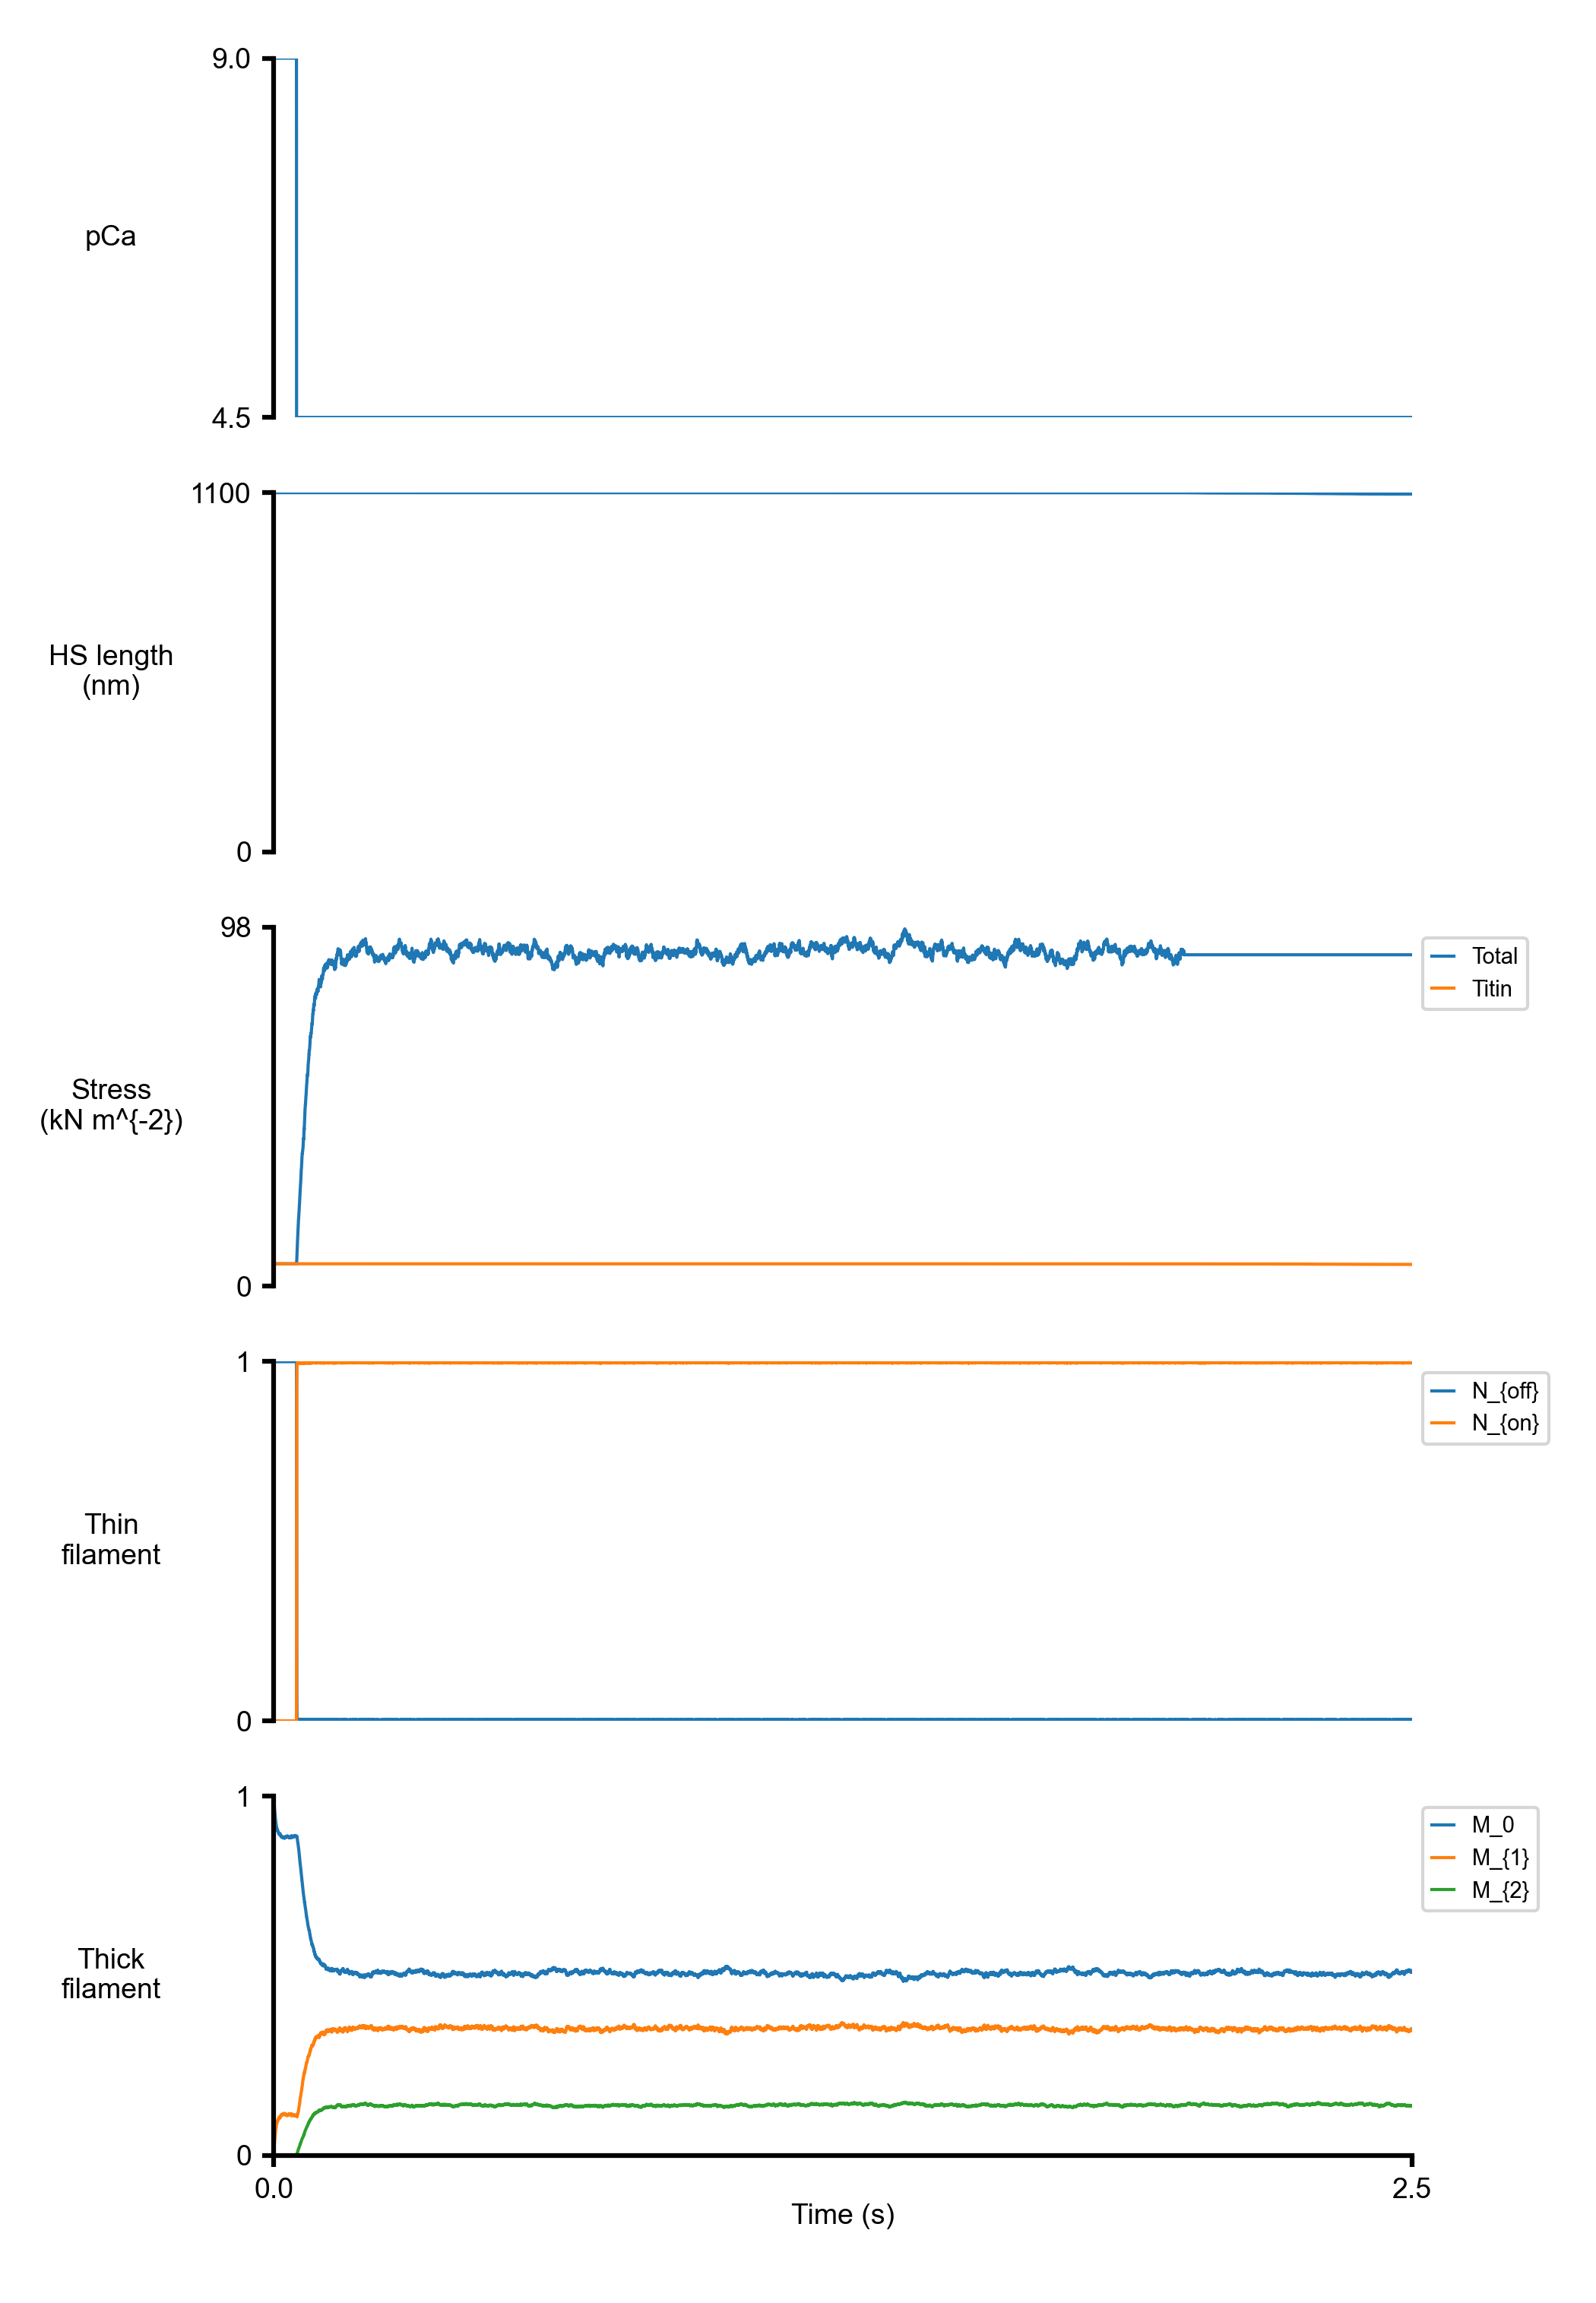 9.0
pCa
4.5
1100
HS length
(nm)
0
98
Total
Titin
Stress
(kN m^{-2})
0
1
N_{off}
N_{on}
Thin
filament
0
1
M_0
M_{1}
M_{2}
Thick
filament
0
0.0
2.5
Time (s)